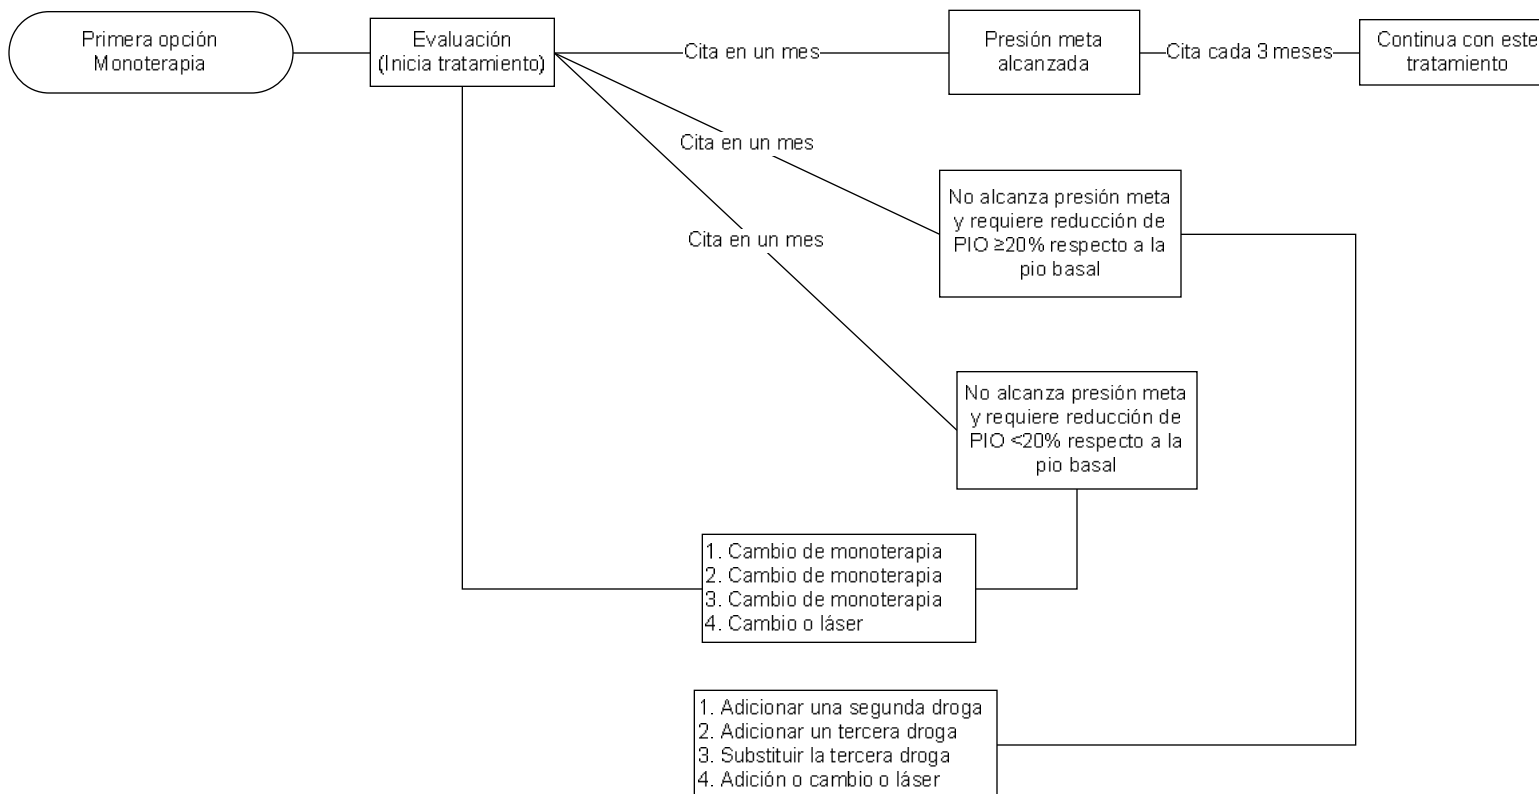 Primera opción
Monoterapia
Evaluación
(Inicia tratamiento)
Cita en un mes
Presión meta
alcanzada
Cita cada 3 meses
Continua con este
tratamiento
Cita en un mes
No alcanza presión meta
y requiere reducción de
PIO ≥20% respecto a la
pio basal
Cita en un mes
No alcanza presión meta
y requiere reducción de
PIO <20% respecto a la
pio basal
1. Cambio de monoterapia
2. Cambio de monoterapia
3. Cambio de monoterapia
4. Cambio o láser
1. Adicionar una segunda droga
2. Adicionar un tercera droga
3. Substituir la tercera droga
4. Adición o cambio o láser